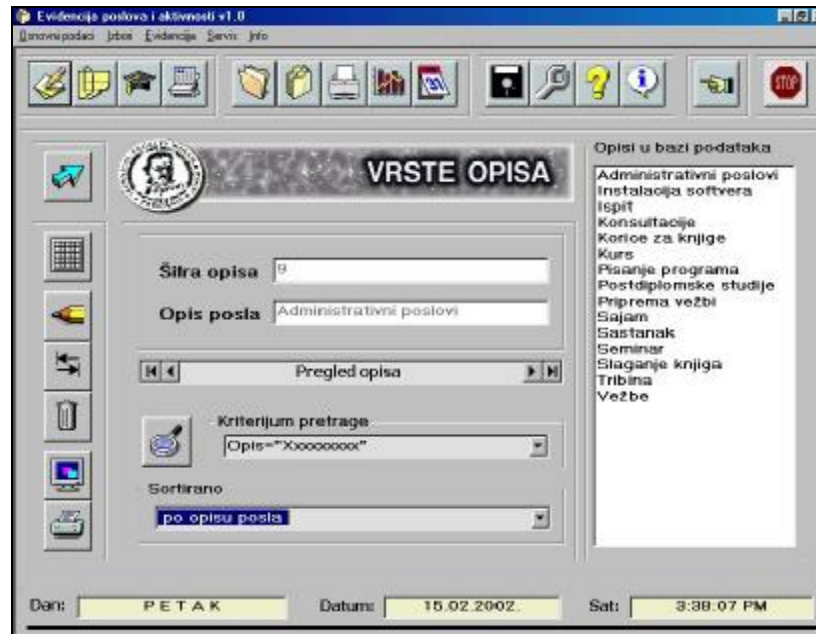 Evidencija poslova i aktivnosti v1.0
Osnovni podaci Izbori Evidencije Servis Info
STOP
VRSTE OPISA
Šifra opisa 9
Opis posla Administrativni poslovi
Pregled opisa
Kriterijum pretrage
Opis="Xxxxxxxxx"
Sortirano
po opisu posla
Opisi u bazi podataka
Administrativni poslovi
Instalacija softvera
Ispit
Konsultacije
Korice za knjige
Kurs
Pisanje programa
Postdiplomske studije
Priprema vežbi
Sajam
Sastanak
Seminar
Slaganje knjiga
Tribina
Vežbe
Dan: PETAK Datum: 15.02.2002. Sat: 3:38:07 PM